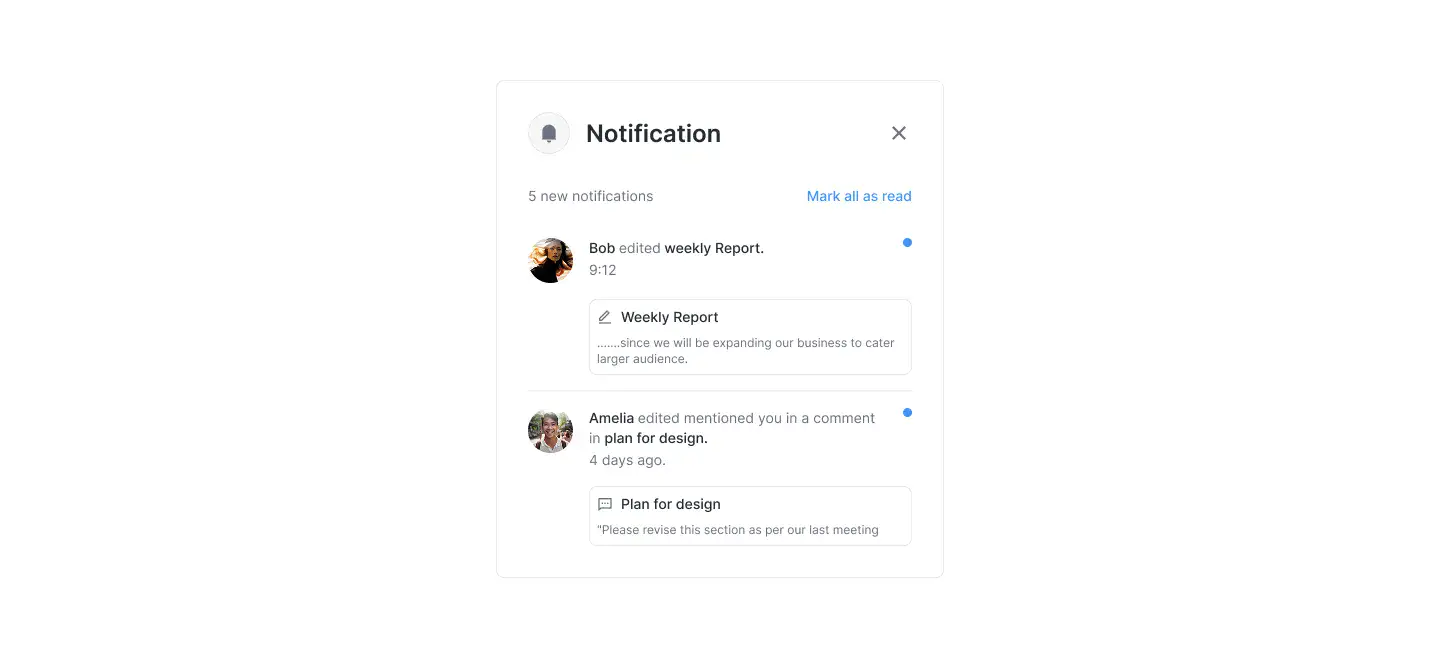 Notification
5 new notifications
Mark all as read
Bob edited weekly Report.
9:12
Weekly Report
.......since we will be expanding our business to cater
larger audience.
Amelia edited mentioned you in a comment
in plan for design.
4 days ago.
Plan for design
"Please revise this section as per our last meeting